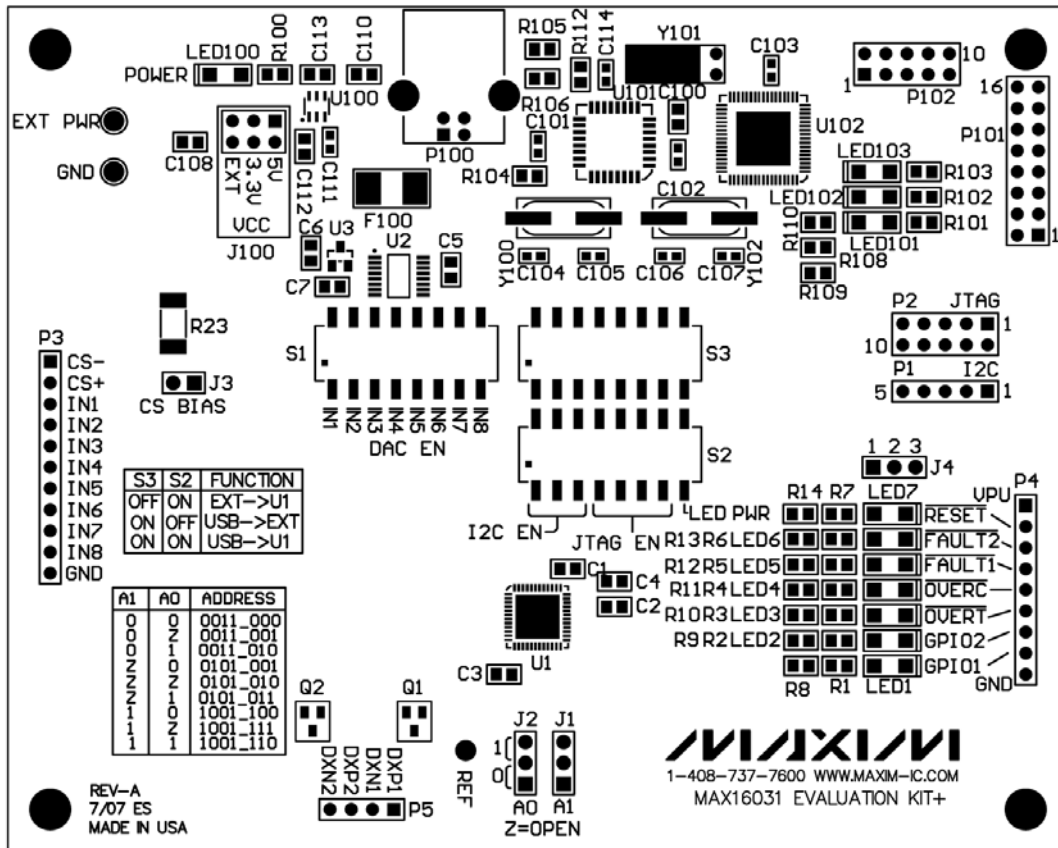 LED100
R100
C113
C110
R105
R112
C114
Y101
C103
10
1
P102
POWER
U100
R106
U101
C100
16
EXT PWR
C101
U102
P101
C108
5V
3.3V
EXT
C112
C111
P100
R104
LED103
R103
GND
F100
C102
LED102
R102
VCC
J100
C6
U3
U2
C5
R110
LED101
R101
1
C7
Y100
C104
C105
C106
C107
Y102
R108
R109
R23
P2 JTAG
1
10
P3
S1
S3
P1 I2C
5
1
CS-
CS+
IN1
IN2
IN3
IN4
IN5
IN6
IN7
IN8
GND
J3
CS BIAS
IN1
IN2
IN3
IN4
IN5
IN6
IN7
IN8
DAC EN
S2
1 2 3
J4
S3 S2 FUNCTION
OFF ON EXT->U1
ON OFF USB->EXT
ON ON USB->U1
I2C EN
JTAG EN
LED PWR
R14 R7 LED7
VPU
P4
RESET
R13 R6 LED6
FAULT2
R12 R5 LED5
FAULT1
R11 R4 LED4
OVERC
R10 R3 LED3
OVERT
R9 R2 LED2
GPIO2
GPIO1
R8 R1 LED1
GND
C1
C4
C2
U1
C3
A1 A0 ADDRESS
0 0 0011_000
0 Z 0011_001
0 1 0011_010
Z 0 0101_001
Z Z 0101_010
Z 1 0101_011
1 0 1001_100
1 Z 1001_111
1 1 1001_110
Q2
Q1
J2
J1
1
0
A0
A1
Z=OPEN
DXN2
DXP2
DXN1
DXP1
P5
REF
REV-A
7/07 ES
MADE IN USA
MAXIM
1-408-737-7600 WWW.MAXIM-IC.COM
MAX16031 EVALUATION KIT+